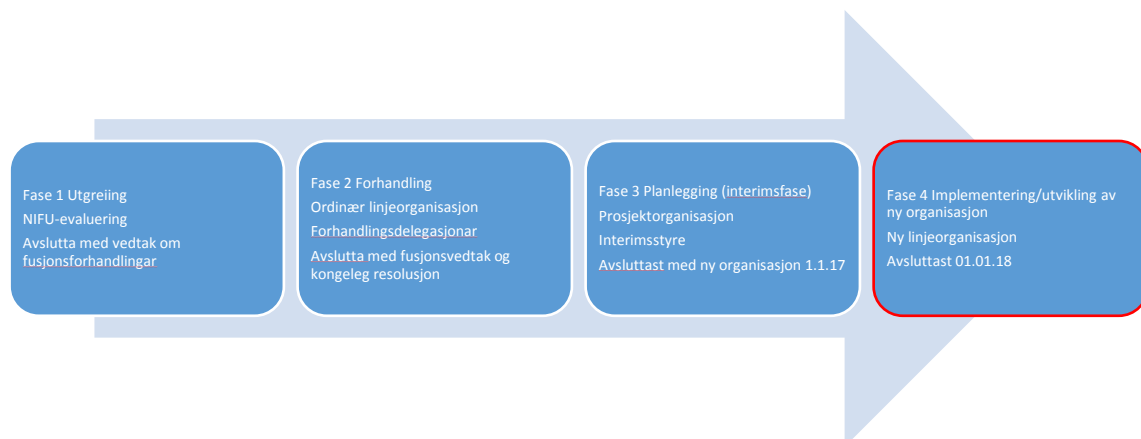 Fase 1 Utgreiing
NIFU-evaluering
Avslutta med vedtak om
fusjonsforhandlingar
Fase 2 Forhandling
Ordinær linjeorganisasjon
Forhandlingsdelegasjonar
Avslutta med fusjonsvedtak og
kongeleg resolusjon
Fase 3 Planlegging (interimsfase)
Prosjektorganisasjon
Interimsstyre
Avsluttast med ny organisasjon 1.1.17
Fase 4 Implementering/utvikling av
ny organisasjon
Ny linjeorganisasjon
Avsluttast 01.01.18